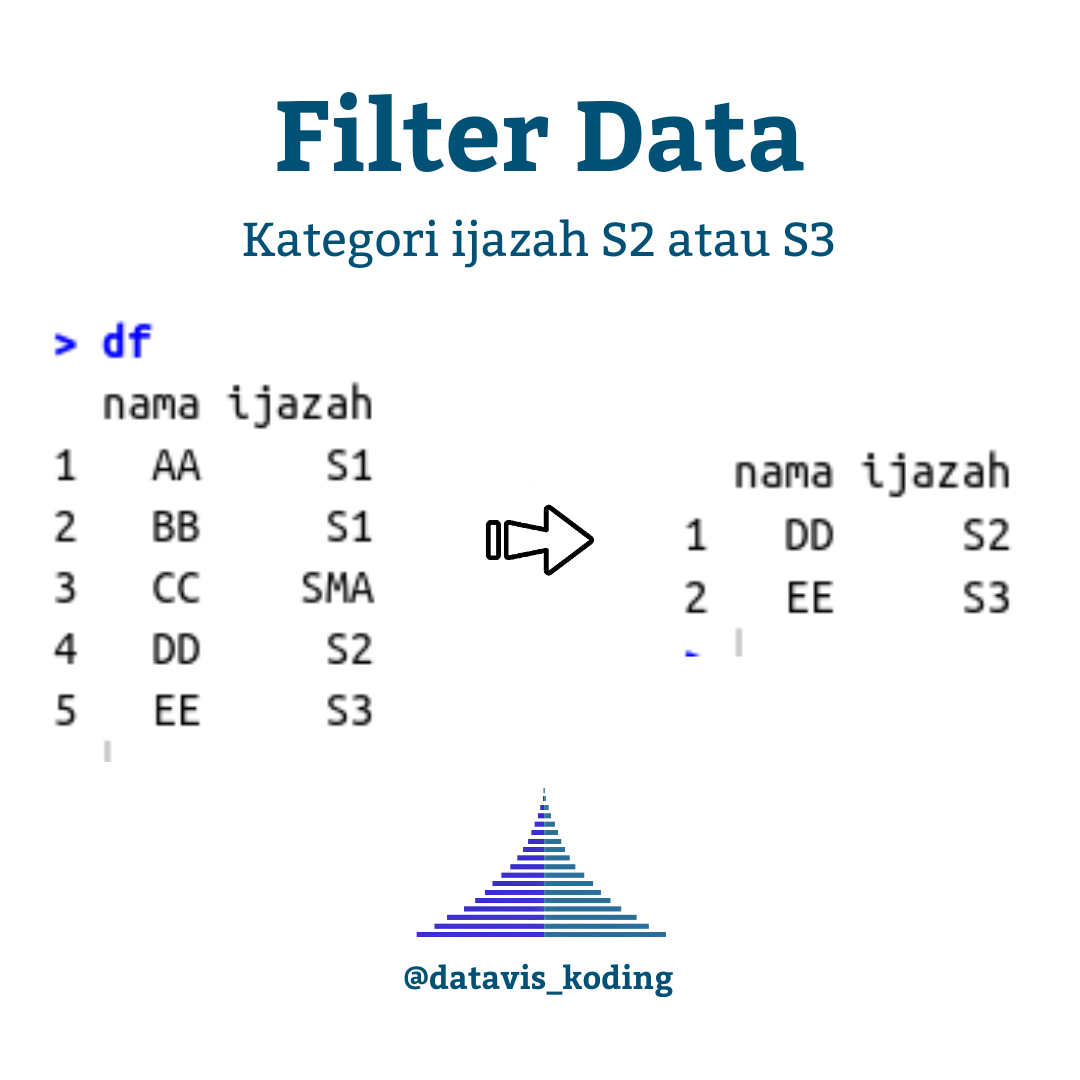 Filter Data
Kategori ijazah S2 atau S3
> df
nama ijazah
1 AA S1
2 BB S1
3 CC SMA
4 DD S2
5 EE S3
nama ijazah
1 DD S2
2 EE S3
@datavis_koding